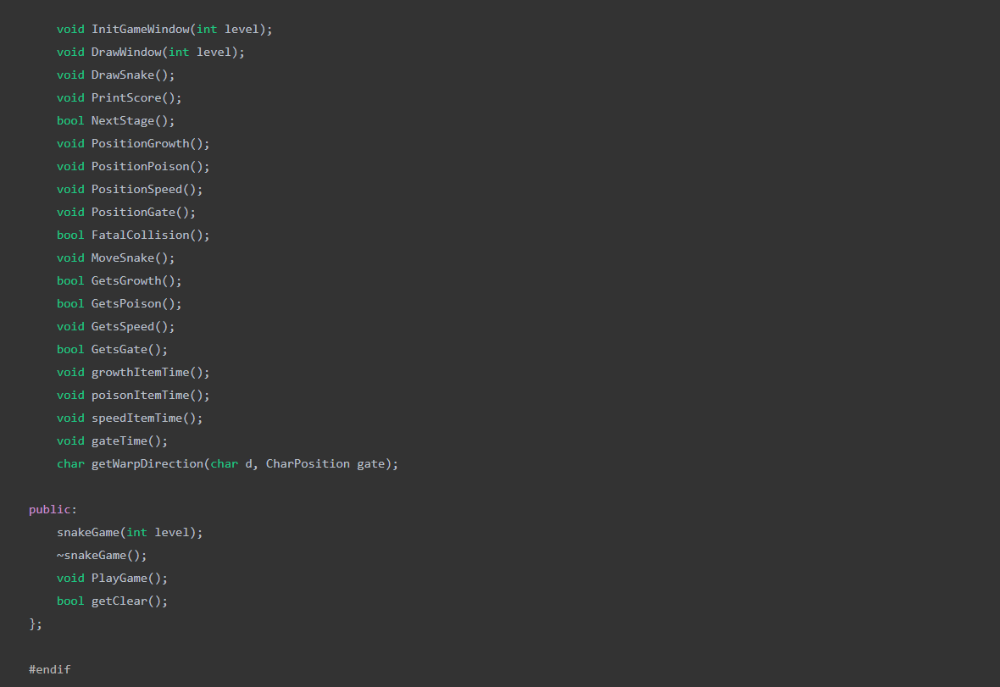 void InitGameWindow(int level);
void DrawWindow(int level);
void DrawSnake();
void PrintScore();
bool NextStage();
void PositionGrowth();
void PositionPoison();
void PositionSpeed();
void PositionGate();
bool FatalCollision();
void MoveSnake();
bool GetsGrowth();
bool GetsPoison();
void GetsSpeed();
bool GetsGate();
void growthItemTime();
void poisonItemTime();
void speedItemTime();
void gateTime();
char getWarpDirection(char d, CharPosition gate);
public:
snakeGame(int level);
~snakeGame();
void PlayGame();
bool getClear();
};
#endif